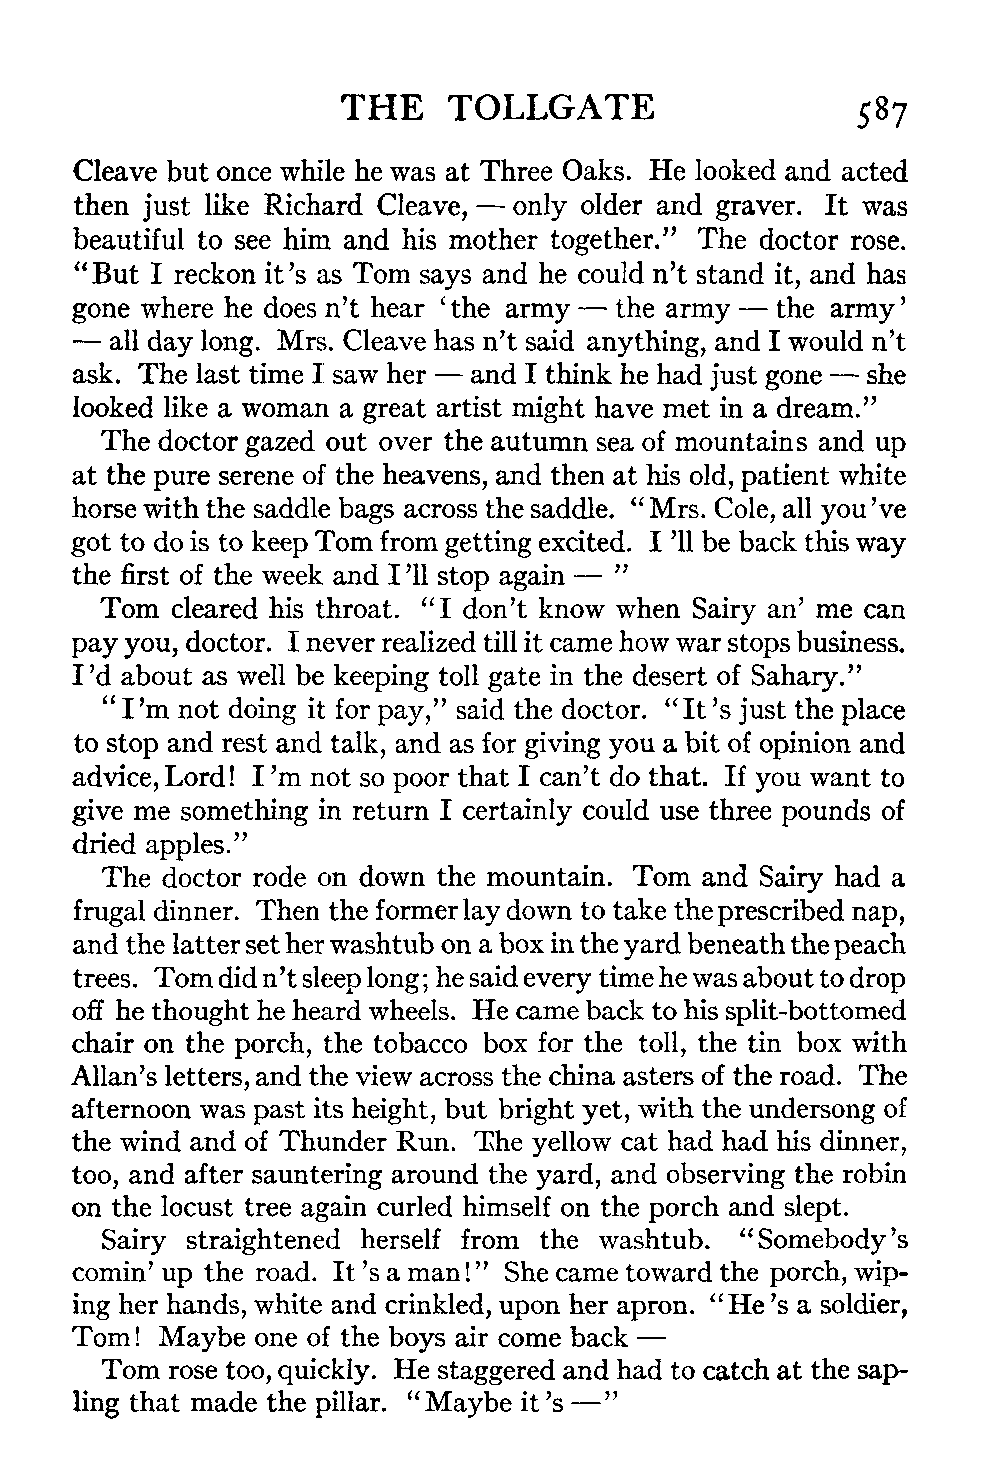 THE TOLLGATE 587
Cleave but once while he was at Three Oaks. He looked and acted
then just like Richard Cleave, — only older and graver. It was
beautiful to see him and his mother together.” The doctor rose.
“But I reckon it 's as Tom says and he could n't stand it, and has
gone where he does n't hear ‘the army — the army — the army’
— all day long. Mrs. Cleave has n't said anything, and I would n't
ask. The last time I saw her — and I think he had just gone — she
looked like a woman a great artist might have met in a dream.”
The doctor gazed out over the autumn sea of mountains and up
at the pure serene of the heavens, and then at his old, patient white
horse with the saddle bags across the saddle. “Mrs. Cole, all you 've
got to do is to keep Tom from getting excited. I 'll be back this way
the first of the week and I 'll stop again — ”
Tom cleared his throat. “I don't know when Sairy an' me can
pay you, doctor. I never realized till it came how war stops business.
I 'd about as well be keeping toll gate in the desert of Sahary.”
“I 'm not doing it for pay,” said the doctor. “It 's just the place
to stop and rest and talk, and as for giving you a bit of opinion and
advice, Lord! I 'm not so poor that I can't do that. If you want to
give me something in return I certainly could use three pounds of
dried apples.”
The doctor rode on down the mountain. Tom and Sairy had a
frugal dinner. Then the former lay down to take the prescribed nap,
and the latter set her washtub on a box in the yard beneath the peach
trees. Tom did n't sleep long; he said every time he was about to drop
off he thought he heard wheels. He came back to his split-bottomed
chair on the porch, the tobacco box for the toll, the tin box with
Allan's letters, and the view across the china asters of the road. The
afternoon was past its height, but bright yet, with the undersong of
the wind and of Thunder Run. The yellow cat had had his dinner,
too, and after sauntering around the yard, and observing the robin
on the locust tree again curled himself on the porch and slept.
Sairy straightened herself from the washtub. “Somebody 's
comin' up the road. It 's a man!” She came toward the porch, wip-
ing her hands, white and crinkled, upon her apron. “He 's a soldier,
Tom! Maybe one of the boys air come back —
Tom rose too, quickly. He staggered and had to catch at the sap-
ling that made the pillar. “Maybe it 's —”